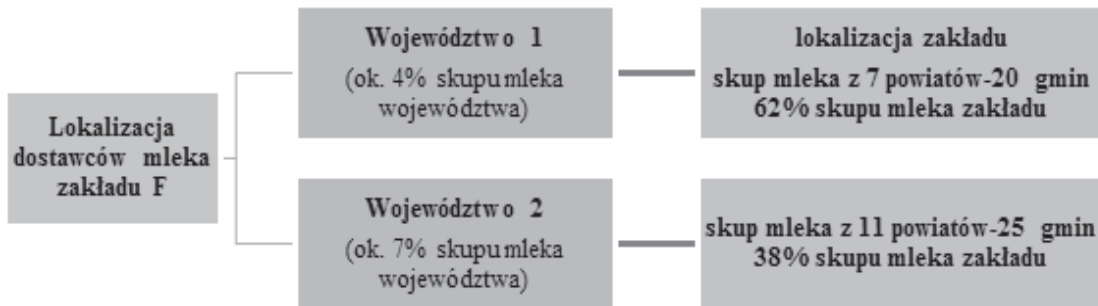 Lokalizacja
dostawców mleka
zakładu F
Województwo 1
(ok. 4% skupu mleka
województwa)
lokalizacja zakładu
skup mleka z 7 powiatów-20 gmin
62% skupu mleka zakładu
Województwo 2
(ok. 7% skupu mleka
województwa)
skup mleka z 11 powiatów-25 gmin
38% skupu mleka zakładu